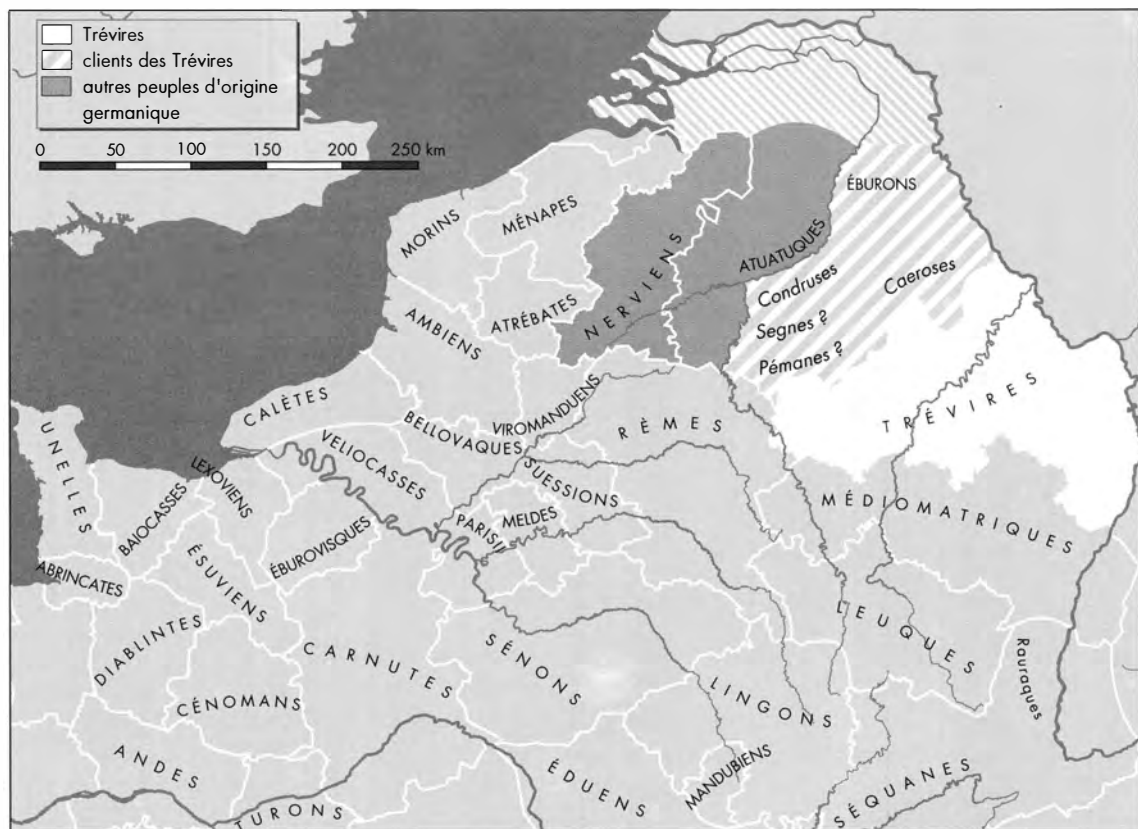 Trévires
clients des Trévires
autres peuples d'origine
germanique
0 50 100 150 200 250 km
ÉBURONS
MORINS
MÉNAPES
ATUATUQUES
NERVIENS
Condruses
Caeroses
Segnes ?
Pémanes ?
ATRÉBATES
AMBIENS
TRÉVIRES
CALÈTES
VIROMANDUENS
BELLOVAQUES
RÈMES
UNELLES
VELIOCASSES
LEXOVIENS
SUESSIONS
BAIOCASSES
MÉDIOMATRIQUES
PARISII
MELDES
ÉBUROVISQUES
ÉSUVIENS
ABRINCATES
LEUQUES
DIABLINTES
CARNUTES
SÉNONS
Rauraques
CÉNOMANS
LINGONS
ANDES
ÉDUENS
MANDUBIENS
SÉQUANES
TURONS